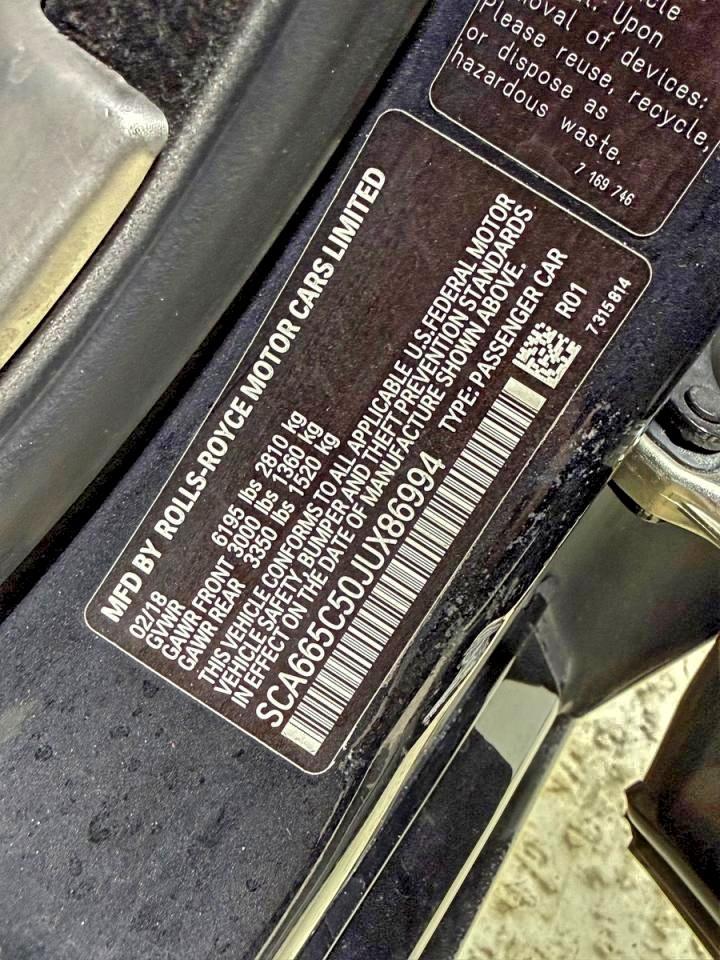 Upon
of devices:
Please reuse, recycle,
or dispose as
hazardous waste.
7 169 746
MFD BY ROLLS-ROYCE MOTOR CARS LIMITED
02/18
GVWR 6195 lbs 2810 kg
GAWR FRONT 3000 lbs 1360 kg
GAWR REAR 3350 lbs 1520 kg
THIS VEHICLE CONFORMS TO ALL APPLICABLE U.S.FEDERAL MOTOR
VEHICLE SAFETY, BUMPER AND THEFT PREVENTION STANDARDS
IN EFFECT ON THE DATE OF MANUFACTURE SHOWN ABOVE.
SCA665C50JUX86994 TYPE: PASSENGER CAR
R01
7315814